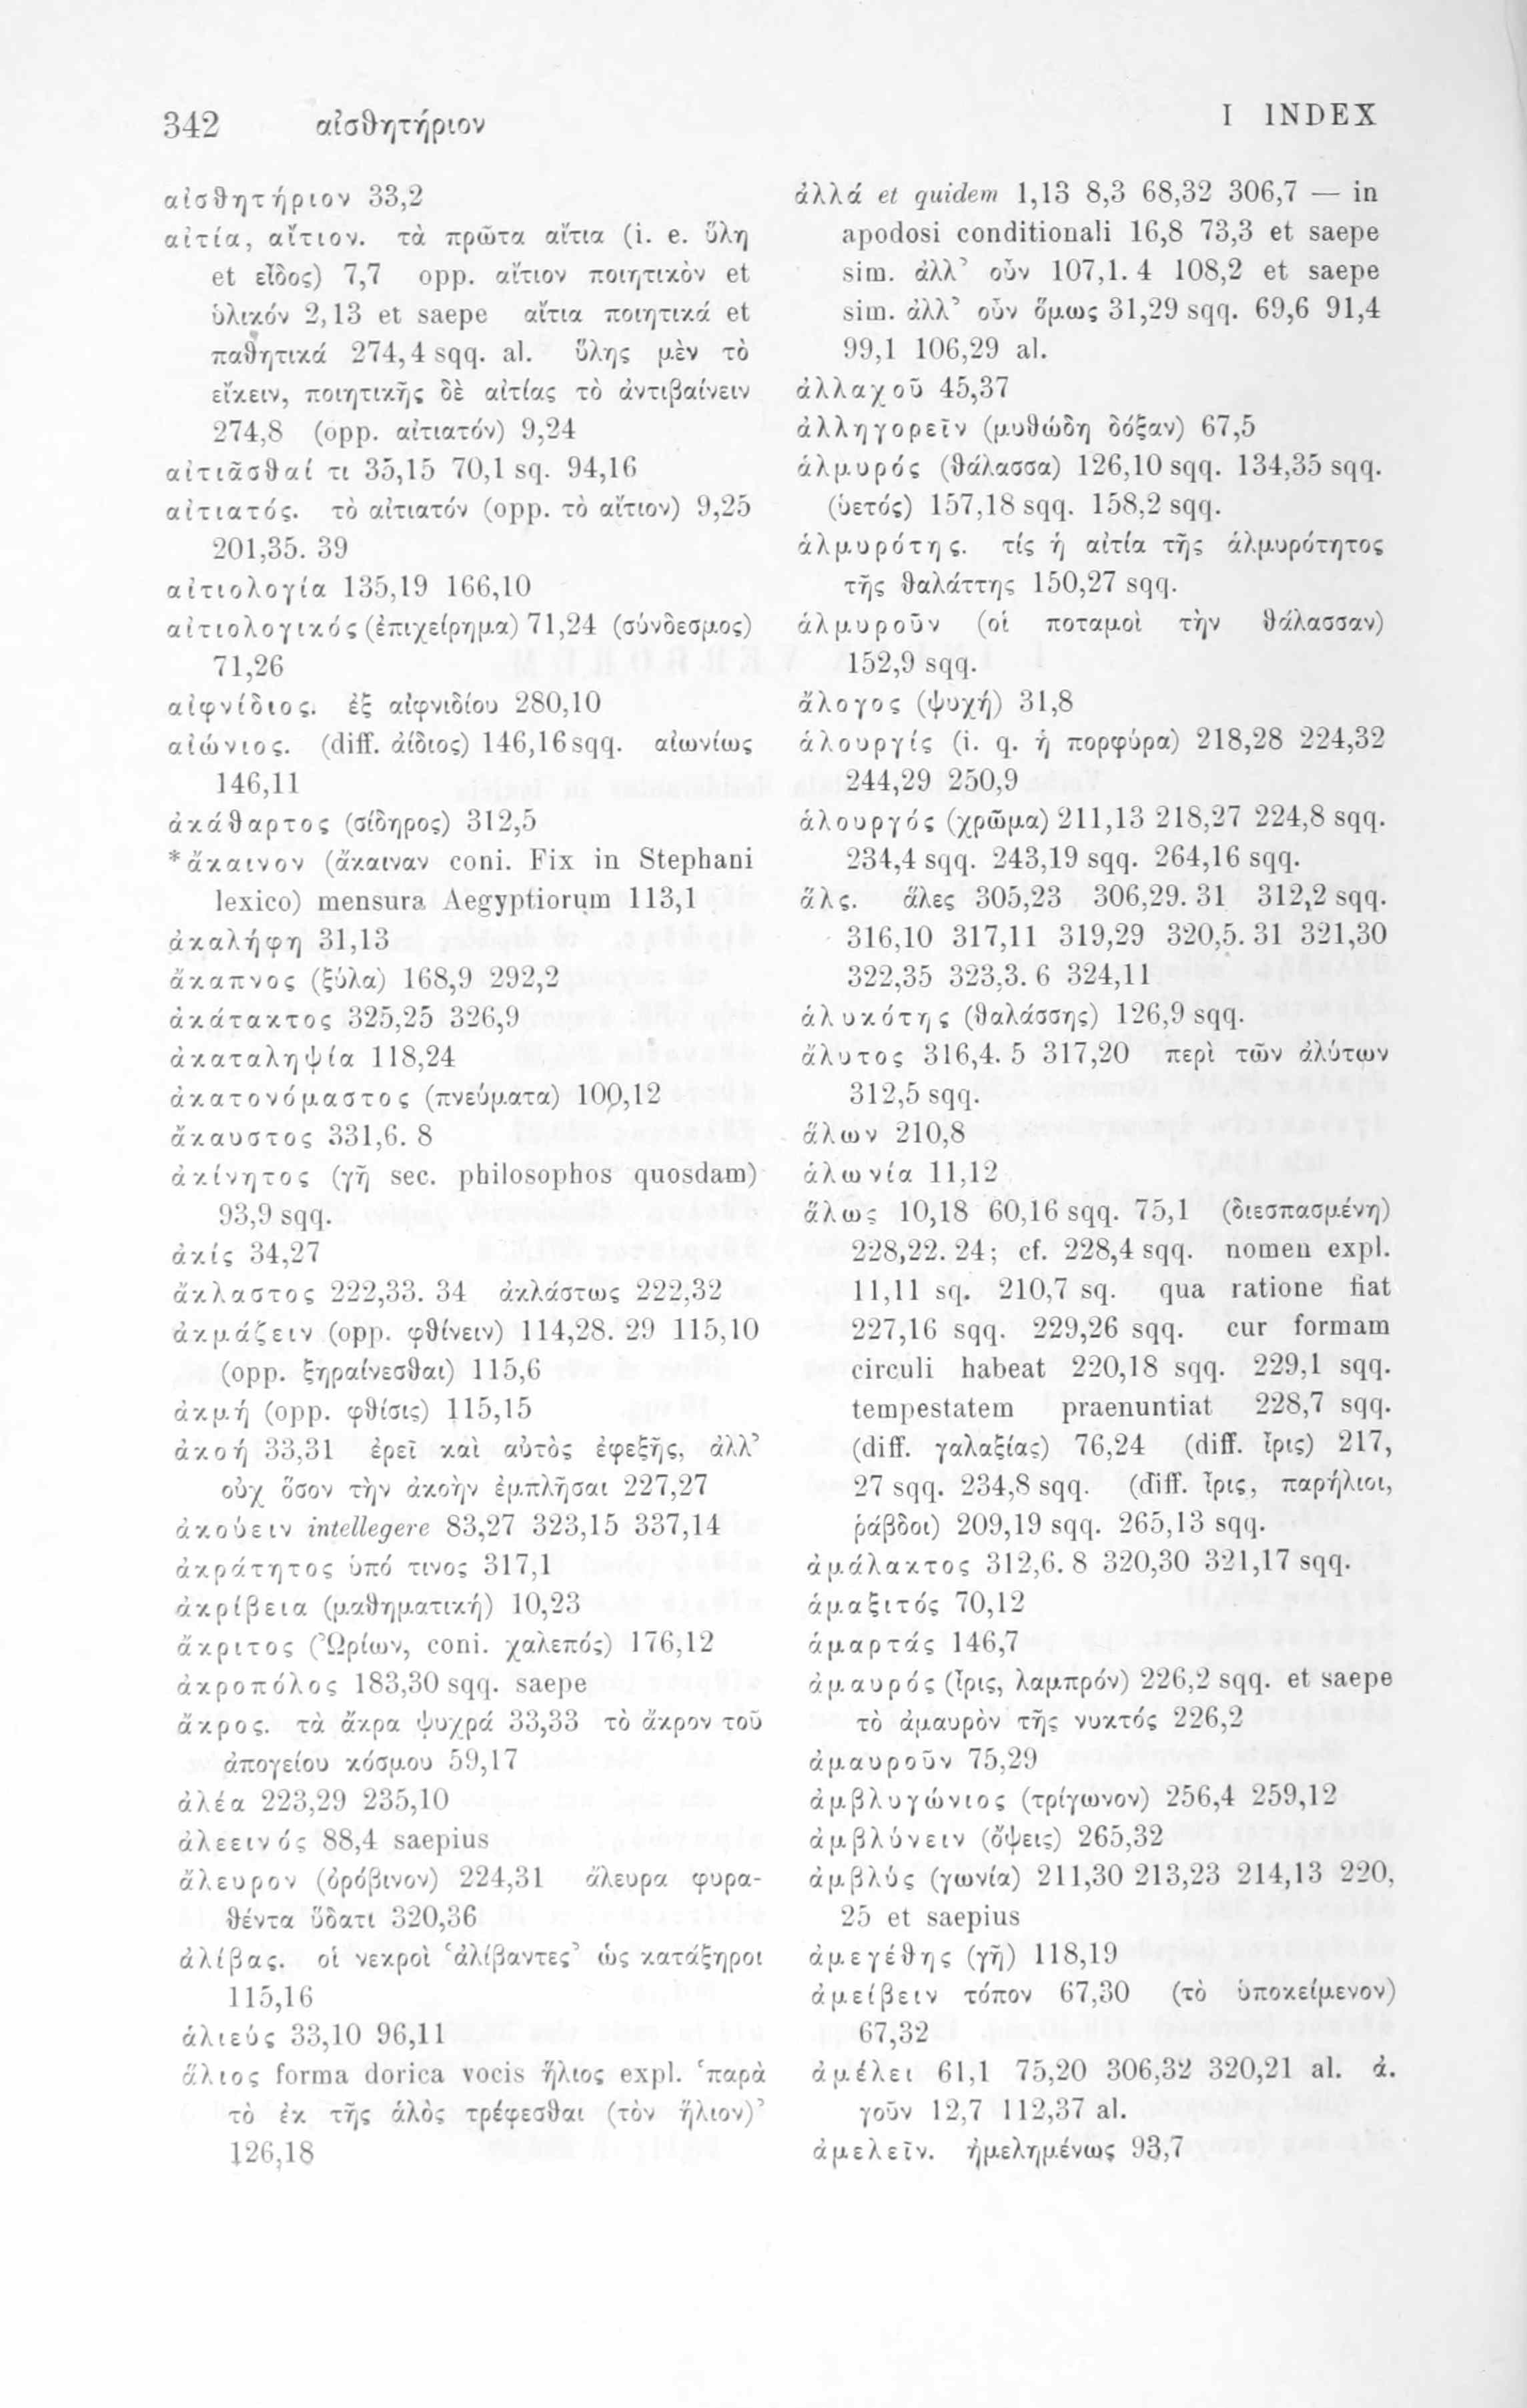 342 αἰσθητήριον I INDEX
αἰσθητήριον 33,2
αἰτία, αἴτιον. τὰ πρῶτα αἴτια (i. e. ὕλη
et εἶδος) 7,7 opp. αἴτιον ποιητικὸν et
ὑλικόν 2,13 et saepe αἴτια ποιητικά et
παθητικά 274,4 sqq. al. ὕλης μὲν τὸ
εἴκειν, ποιητικῆς δὲ αἰτίας τὸ ἀντιβαίνειν
274,8 (opp. αἰτιατόν) 9,24
αἰτιᾶσθαί τι 35,15 70,1 sq. 94,16
αἰτιατός. τὸ αἰτιατόν (opp. τὸ αἴτιον) 9,25
201,35. 39
αἰτιολογία 135,19 166,10
αἰτιολογικός (ἐπιχείρημα) 71,24 (σύνδεσμος)
71,26
αἰφνίδιος. ἐξ αἰφνιδίου 280,10
αἰώνιος. (diff. ἀίδιος) 146,16 sqq. αἰωνίως
146,11
ἀκάθαρτος (σίδηρος) 312,5
*ἄκαινον (ἄκαιναν coni. Fix in Stephani
lexico) mensura Aegyptiorum 113,1
ἀκαλήφη 31,13
ἄκαπνος (ξύλα) 168,9 292,2
ἀκάτακτος 325,25 326,9
ἀκαταληψία 118,24
ἀκατονόμαστος (πνεύματα) 100,12
ἄκαυστος 331,6. 8
ἀκίνητος (γῆ sec. philosophos quosdam)
93,9 sqq.
ἀκίς 34,27
ἄκλαστος 222,33. 34 ἀκλάστως 222,32
ἀκμάζειν (opp. φθίνειν) 114,28. 29 115,10
(opp. ξηραίνεσθαι) 115,6
ἀκμή (opp. φθίσις) 115,15
ἀκοή 33,31 ἐρεῖ καὶ αὐτὸς ἐφεξῆς, ἀλλ’
οὐχ ὅσον τὴν ἀκοὴν ἐμπλῆσαι 227,27
ἀκούειν intellegere 83,27 323,15 337,14
ἀκράτητος ὑπό τινος 317,1
ἀκρίβεια (μαθηματική) 10,23
ἄκριτος (Ὠρίων, coni. χαλεπός) 176,12
ἀκροπόλος 183,30 sqq. saepe
ἄκρος. τὰ ἄκρα ψυχρά 33,33 τὸ ἄκρον τοῦ
ἀπογείου κόσμου 59,17
ἀλέα 223,29 235,10
ἀλεεινός 88,4 saepius
ἄλευρον (ὀρόβινον) 224,31 ἄλευρα φυρα-
θέντα ὕδατι 320,36
ἀλίβας. οἱ νεκροὶ ‘ἀλίβαντες’ ὡς κατάξηροι
115,16
ἁλιεύς 33,10 96,11
ἅλιος forma dorica vocis ἥλιος expl. ‘παρὰ
τὸ ἐκ τῆς ἁλὸς τρέφεσθαι (τὸν ἥλιον)’
126,18
ἀλλά et quidem 1,13 8,3 68,32 306,7 — in
apodosi conditionali 16,8 73,3 et saepe
sim. ἀλλ’ οὖν 107,1. 4 108,2 et saepe
sim. ἀλλ’ οὖν ὅμως 31,29 sqq. 69,6 91,4
99,1 106,29 al.
ἀλλαχοῦ 45,37
ἀλληγορεῖν (μυθώδη δόξαν) 67,5
ἁλμυρός (θάλασσα) 126,10 sqq. 134,35 sqq.
(ὑετός) 157,18 sqq. 158,2 sqq.
ἁλμυρότης. τίς ἡ αἰτία τῆς ἁλμυρότητος
τῆς θαλάττης 150,27 sqq.
ἁλμυροῦν (οἱ ποταμοὶ τὴν θάλασσαν)
152,9 sqq.
ἄλογος (ψυχή) 31,8
ἁλουργίς (i. q. ἡ πορφύρα) 218,28 224,32
244,29 250,9
ἁλουργός (χρῶμα) 211,13 218,27 224,8 sqq.
234,4 sqq. 243,19 sqq. 264,16 sqq.
ἅλς. ἅλες 305,23 306,29. 31 312,2 sqq.
316,10 317,11 319,29 320,5. 31 321,30
322,35 323,3. 6 324,11
ἁλυκότης (θαλάσσης) 126,9 sqq.
ἄλυτος 316,4. 5 317,20 περὶ τῶν ἀλύτων
312,5 sqq.
ἅλων 210,8
ἁλωνία 11,12
ἅλως 10,18 60,16 sqq. 75,1 (διεσπασμένη)
228,22. 24; cf. 228,4 sqq. nomen expl.
11,11 sq. 210,7 sq. qua ratione fiat
227,16 sqq. 229,26 sqq. cur formam
circuli habeat 220,18 sqq. 229,1 sqq.
tempestatem praenuntiat 228,7 sqq.
(diff. γαλαξίας) 76,24 (diff. ἶρις) 217,
27 sqq. 234,8 sqq. (diff. ἶρις, παρήλιοι,
ῥάβδοι) 209,19 sqq. 265,13 sqq.
ἀμάλακτος 312,6. 8 320,30 321,17 sqq.
ἁμαξιτός 70,12
ἁμαρτάς 146,7
ἀμαυρός (ἶρις, λαμπρόν) 226,2 sqq. et saepe
τὸ ἀμαυρὸν τῆς νυκτός 226,2
ἀμαυροῦν 75,29
ἀμβλυγώνιος (τρίγωνον) 256,4 259,12
ἀμβλύνειν (ὄψεις) 265,32
ἀμβλύς (γωνία) 211,30 213,23 214,13 220,
25 et saepius
ἀμεγέθης (γῆ) 118,19
ἀμείβειν τόπον 67,30 (τὸ ὑποκείμενον)
67,32
ἀμέλει 61,1 75,20 306,32 320,21 al. ἀ.
γοῦν 12,7 112,37 al.
ἀμελεῖν. ἠμελημένως 93,7